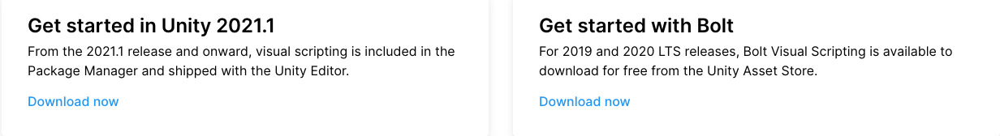 Get started in Unity 2021.1
From the 2021.1 release and onward, visual scripting is included in the
Package Manager and shipped with the Unity Editor.
Download now
Get started with Bolt
For 2019 and 2020 LTS releases, Bolt Visual Scripting is available to
download for free from the Unity Asset Store.
Download now